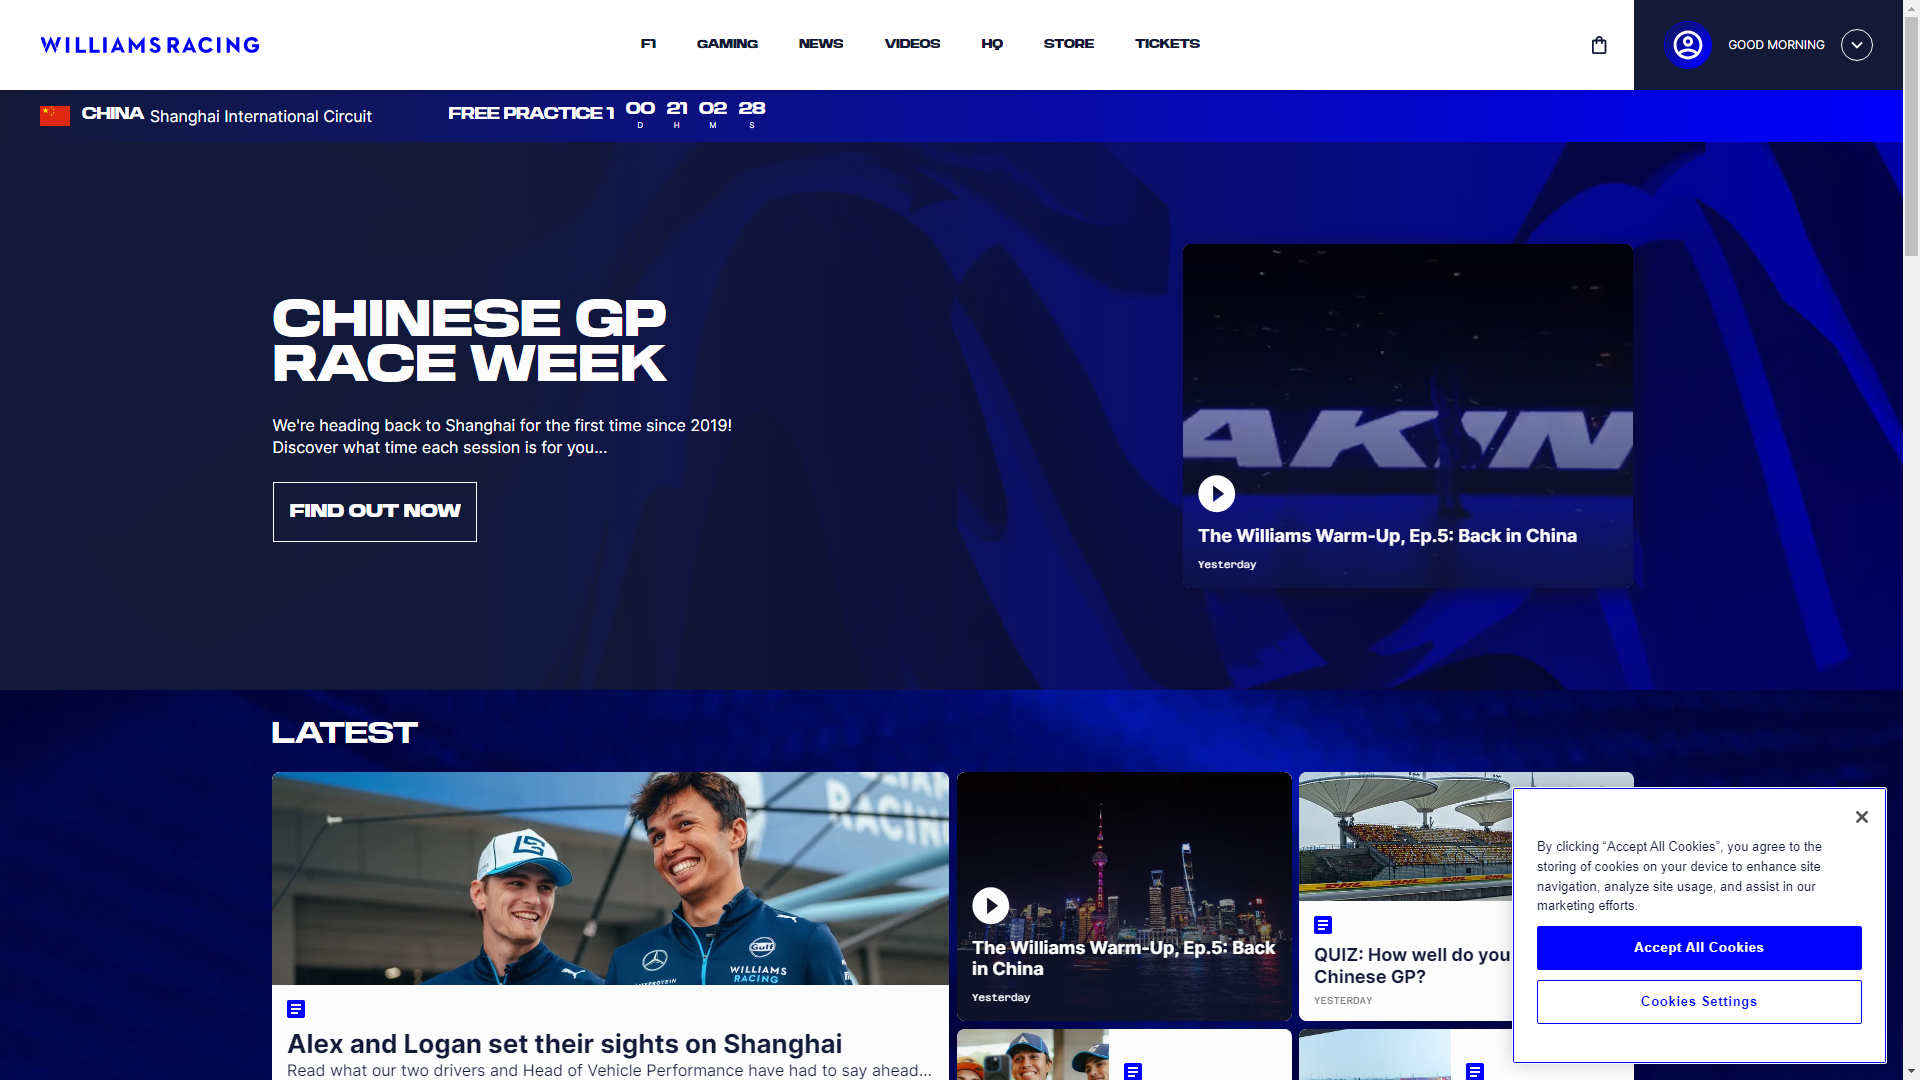 WILLIAMS RACING
F1
GAMING
NEWS
VIDEOS
HQ
STORE
TICKETS
GOOD MORNING
CHINA Shanghai International Circuit
FREE PRACTICE 1
00 21 02 28
D H M S
CHINESE GP
RACE WEEK
We're heading back to Shanghai for the first time since 2019!
Discover what time each session is for you...
FIND OUT NOW
AKIN
The Williams Warm-Up, Ep.5: Back in China
Yesterday
LATEST
RACING
LS
Gulf
WILLIAMS
RACING
Alex and Logan set their sights on Shanghai
Read what our two drivers and Head of Vehicle Performance have had to say ahead...
The Williams Warm-Up, Ep.5: Back
in China
Yesterday
DHL
QUIZ: How well do you
Chinese GP?
YESTERDAY
By clicking “Accept All Cookies”, you agree to the
storing of cookies on your device to enhance site
navigation, analyze site usage, and assist in our
marketing efforts.
Accept All Cookies
Cookies Settings